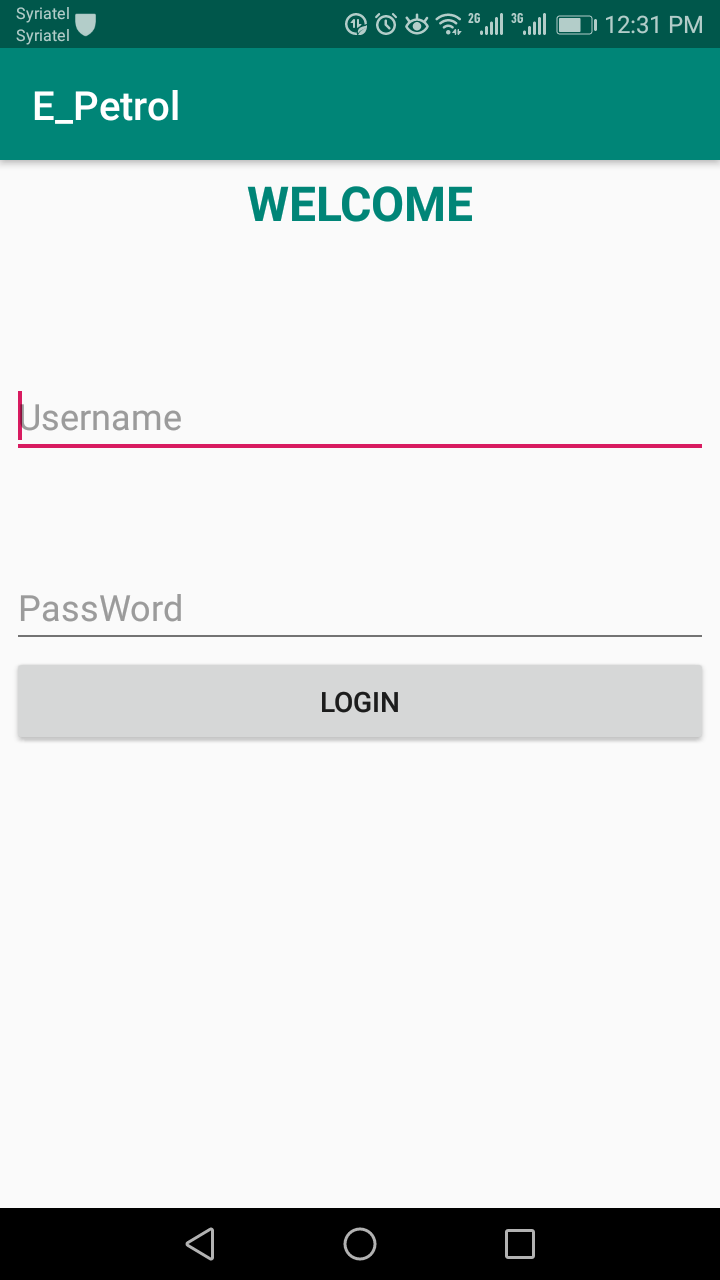 Syriatel
Syriatel
2G 3G 12:31 PM
E_Petrol
WELCOME
Username
PassWord
LOGIN